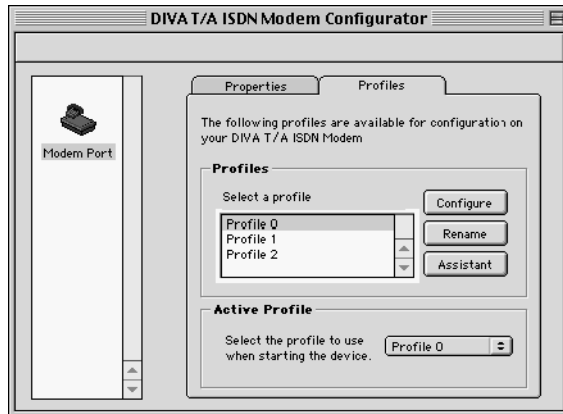 DIVA T/A ISDN Modem Configurator
Modem Port
Properties
Profiles
The following profiles are available for configuration on
your DIVA T/A ISDN Modem
Profiles
Select a profile
Profile 0
Profile 1
Profile 2
Configure
Rename
Assistant
Active Profile
Select the profile to use
when starting the device.
Profile 0